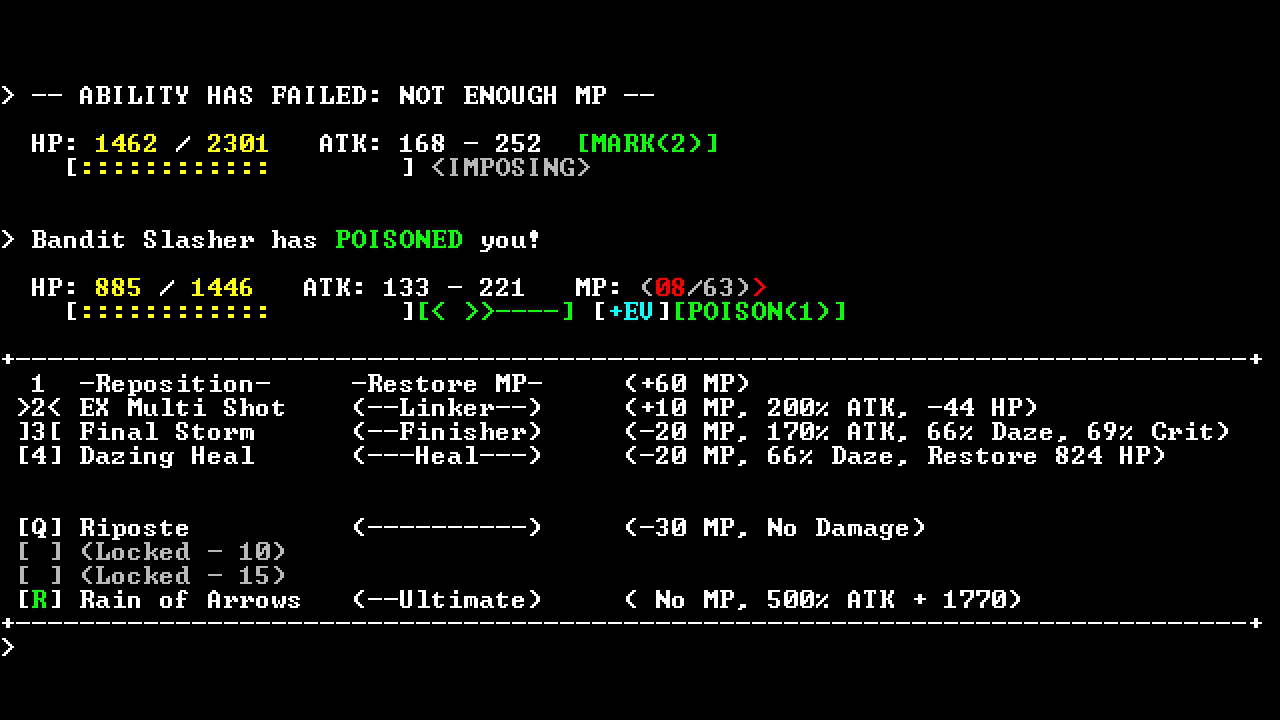 > -- ABILITY HAS FAILED: NOT ENOUGH MP --
HP: 1462 / 2301   ATK: 168 - 252  [MARK(2)]
[::::::::::::        ] <IMPOSING>
> Bandit Slasher has POISONED you!
HP: 885 / 1446   ATK: 133 - 221   MP: (08/63)>
[::::::::::::        ][< >>----] [+EV][POISON(1)]
+-----------------------------------------------------------------------------+
1  -Reposition-     -Restore MP-     (+60 MP)
>2< EX Multi Shot    (--Linker--)     (+10 MP, 200% ATK, -44 HP)
]3[ Final Storm      (--Finisher)     (-20 MP, 170% ATK, 66% Daze, 69% Crit)
[4] Dazing Heal      (---Heal---)     (-20 MP, 66% Daze, Restore 824 HP)
[Q] Riposte          (----------)     (-30 MP, No Damage)
[ ] (Locked - 10)
[ ] (Locked - 15)
[R] Rain of Arrows   (--Ultimate)     ( No MP, 500% ATK + 1770)
+-----------------------------------------------------------------------------+
>